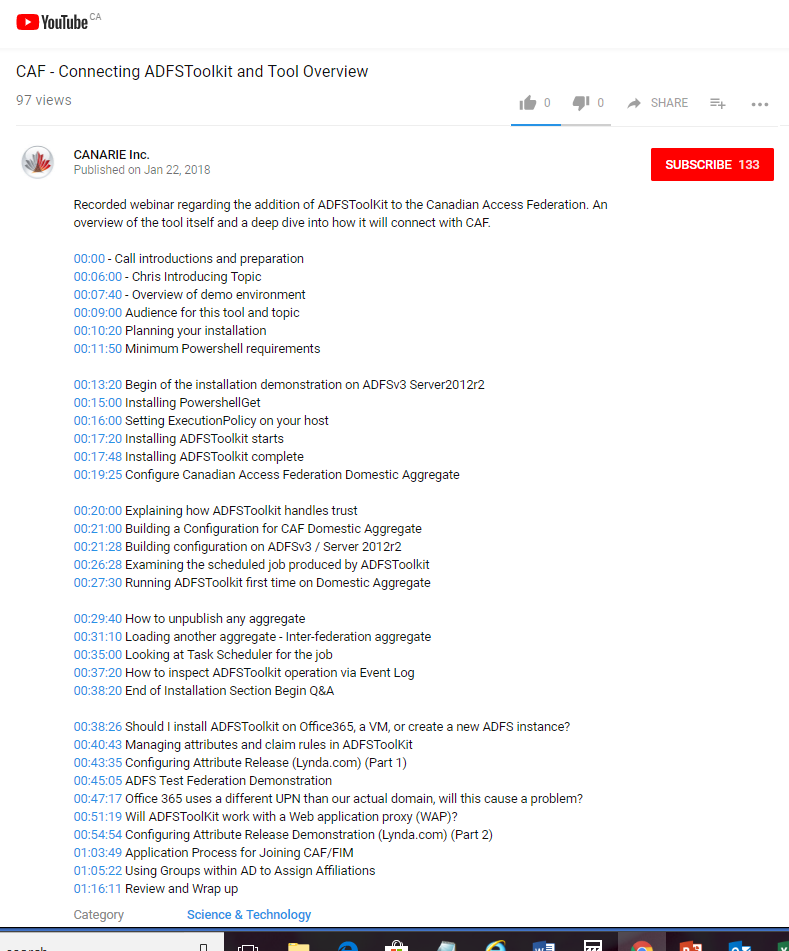 YouTube CA
CAF - Connecting ADFSToolkit and Tool Overview
97 views
0 0 SHARE
CANARIE Inc.
Published on Jan 22, 2018
SUBSCRIBE 133
Recorded webinar regarding the addition of ADFSToolKit to the Canadian Access Federation. An
overview of the tool itself and a deep dive into how it will connect with CAF.
00:00 - Call introductions and preparation
00:06:00 - Chris Introducing Topic
00:07:40 - Overview of demo environment
00:09:00 Audience for this tool and topic
00:10:20 Planning your installation
00:11:50 Minimum Powershell requirements
00:13:20 Begin of the installation demonstration on ADFSv3 Server2012r2
00:15:00 Installing PowershellGet
00:16:00 Setting ExecutionPolicy on your host
00:17:20 Installing ADFSToolkit starts
00:17:48 Installing ADFSToolkit complete
00:19:25 Configure Canadian Access Federation Domestic Aggregate
00:20:00 Explaining how ADFSToolkit handles trust
00:21:00 Building a Configuration for CAF Domestic Aggregate
00:21:28 Building configuration on ADFSv3 / Server 2012r2
00:26:28 Examining the scheduled job produced by ADFSToolkit
00:27:30 Running ADFSToolkit first time on Domestic Aggregate
00:29:40 How to unpublish any aggregate
00:31:10 Loading another aggregate - Inter-federation aggregate
00:35:00 Looking at Task Scheduler for the job
00:37:20 How to inspect ADFSToolkit operation via Event Log
00:38:20 End of Installation Section Begin Q&A
00:38:26 Should I install ADFSToolkit on Office365, a VM, or create a new ADFS instance?
00:40:43 Managing attributes and claim rules in ADFSToolKit
00:43:35 Configuring Attribute Release (Lynda.com) (Part 1)
00:45:05 ADFS Test Federation Demonstration
00:47:17 Office 365 uses a different UPN than our actual domain, will this cause a problem?
00:51:19 Will ADFSToolKit work with a Web application proxy (WAP)?
00:54:54 Configuring Attribute Release Demonstration (Lynda.com) (Part 2)
01:03:49 Application Process for Joining CAF/FIM
01:05:22 Using Groups within AD to Assign Affiliations
01:16:11 Review and Wrap up
Category Science & Technology